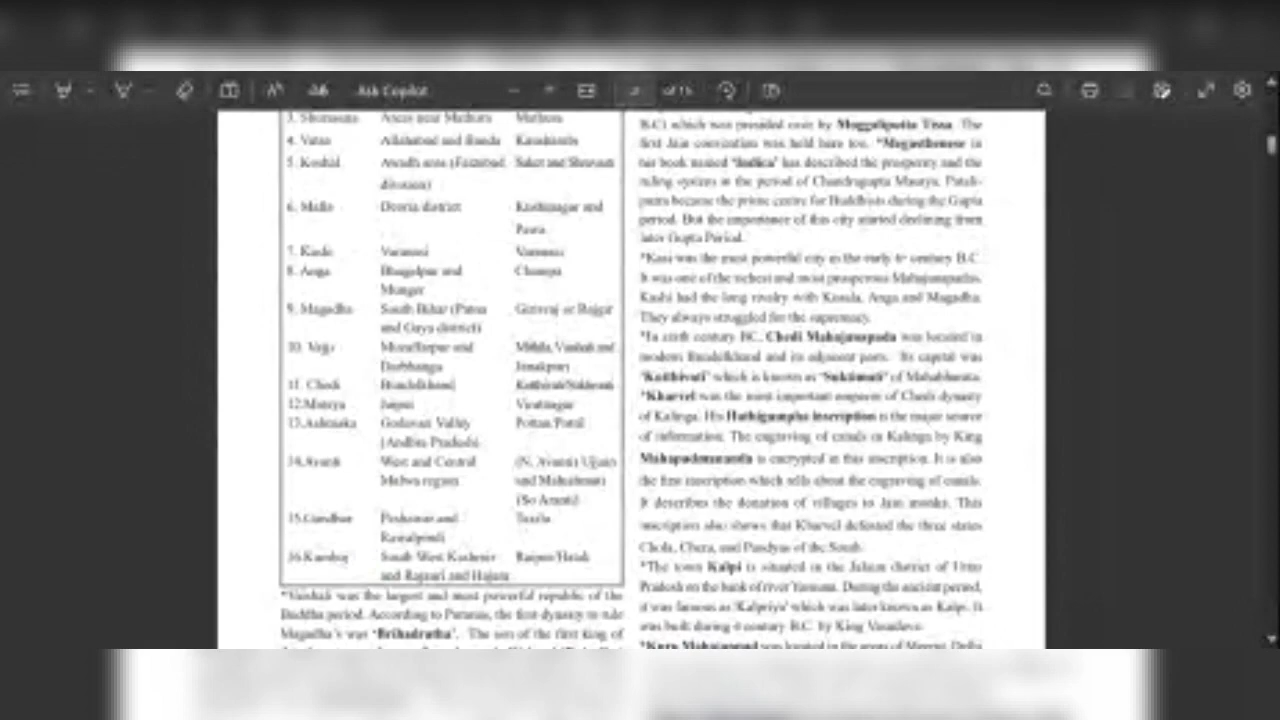 Ask Copilot
of 15
3. Shurasena Areas near Mathura Mathura
4. Vatsa Allahabad and Banda Kaushambi
5. Koshal Awadh area (Faizabad Saket and Shravasti
division)
6. Malla Deoria district Kushinagar and
Pawa
7. Kashi Varanasi Varanasi
8. Anga Bhagalpur and Champa
Munger
9. Magadha South Bihar (Patna Girivraj or Rajgir
and Gaya district)
10. Vajji Muzaffarpur and Mithila, Vaishali and
Darbhanga Janakpuri
11. Chedi Bundelkhand
12. Matsya Jaipur Viratnagar
13. Ashmaka Godavari Valley Potan/Potil
(Andhra Pradesh)
14. Avanti West and Central (N. Avanti) Ujjain
Malwa region and Mahishmati
(So Avanti)
15. Gandhar Peshawar and Taxila
Rawalpindi
16. Kamboj South West Kashmir Rajpur/Hatak
and Rajauri and Hajara
*Vaishali was the largest and most powerful republic of the
Buddha period. According to Puranas, the first dynasty to rule
Magadha's was 'Brihadratha'. The son of the first king of
B.C) which was presided over by Moggaliputta Tissa. The
first Jain convention was held here too. *Megasthenese in
his book named 'Indica' has described the prosperity and the
ruling system in the period of Chandragupta Maurya. Patali-
putra became the prime centre for Buddhists during the Gupta
period. But the importance of this city started declining from
later Gupta Period.
*Kasi was the most powerful city in the early 6th century B.C.
It was one of the richest and most prosperous Mahajanapadas.
Kashi had the long rivalry with Kosala, Anga and Magadha.
They always struggled for the supremacy.
*In sixth century BC, Chedi Mahajanapada was located in
modern Bundelkhand and its adjacent parts. Its capital was
'Kotthivati' which is known as 'Suktimati' of Mahabharata.
*Kharvel was the most important emperor of Chedi dynasty
of Kalinga. His Hathigumpha inscription is the major source
of information. The engraving of canals in Kalinga by King
Mahapadmananda is encrypted in this inscription. It is also
the first inscription which tells about the engraving of canals.
It describes the donation of villages to Jain monks. This
inscription also shows that Kharvel defeated the three states
Chola, Chera, and Pandyas of the South.
*The town Kalpi is situated in the Jalaun district of Uttar
Pradesh on the bank of river Yamuna. During the ancient period,
it was famous as 'Kalpriya' which was later known as Kalpi. It
was built during 4 century B.C. by King Vasudeva.
*Kuru Mahajanpad was located in the areas of Meerut, Delhi